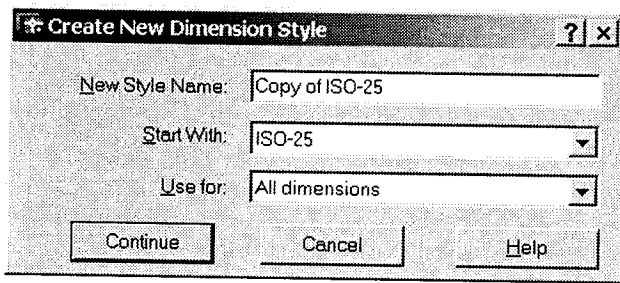 Create New Dimension Style ? ×
New Style Name: Copy of ISO-25
Start With: ISO-25
Use for: All dimensions
Continue Cancel Help